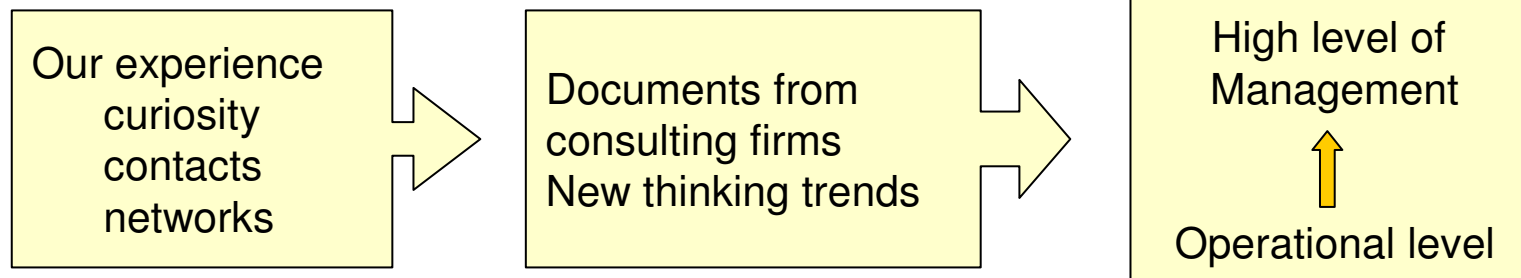 Our experience
curiosity
contacts
networks
Documents from
consulting firms
New thinking trends
High level of
Management
Operational level